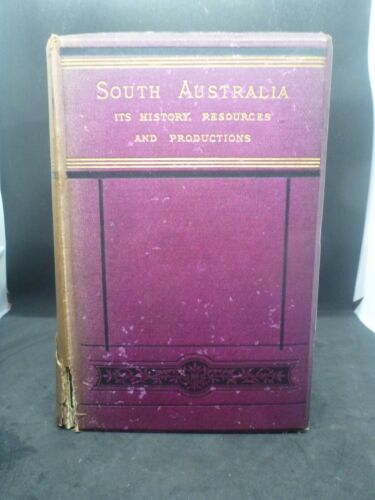 SOUTH AUSTRALIA
ITS HISTORY, RESOURCES
AND PRODUCTIONS